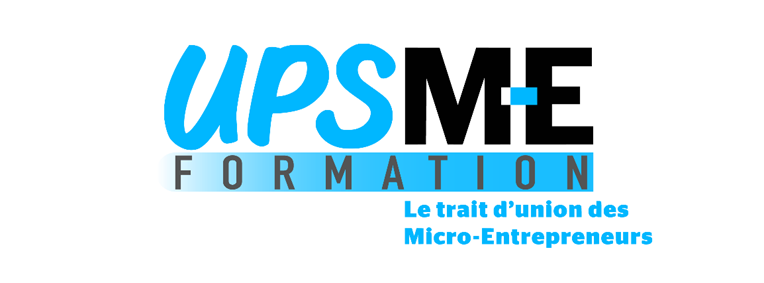 UPSM-E
FORMATION
Le trait d'union des
Micro-Entrepreneurs